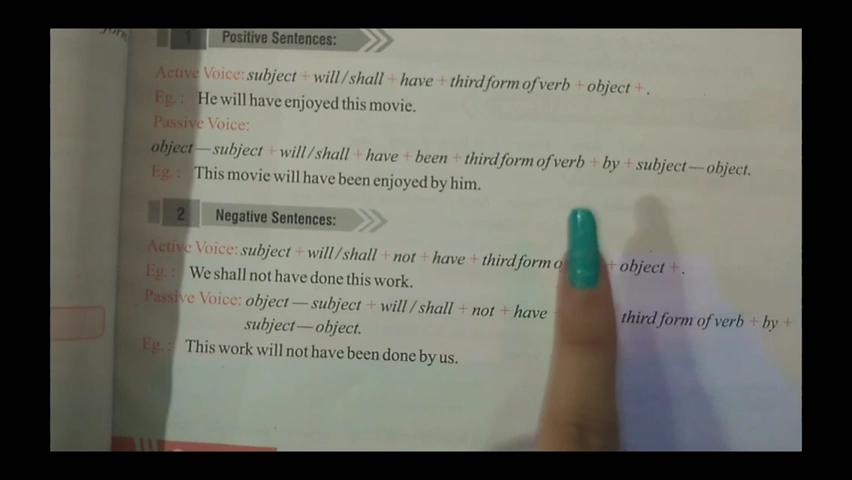 1 Positive Sentences:
Active Voice: subject + will/shall + have + third form of verb + object + .
Eg. : He will have enjoyed this movie.
Passive Voice:
object — subject + will/shall + have + been + third form of verb + by + subject — object.
Eg. : This movie will have been enjoyed by him.
2 Negative Sentences:
Active Voice: subject + will/shall + not + have + third form + object + .
Eg. : We shall not have done this work.
Passive Voice: object — subject + will/shall + not + have third form of verb + by +
subject — object.
Eg. : This work will not have been done by us.